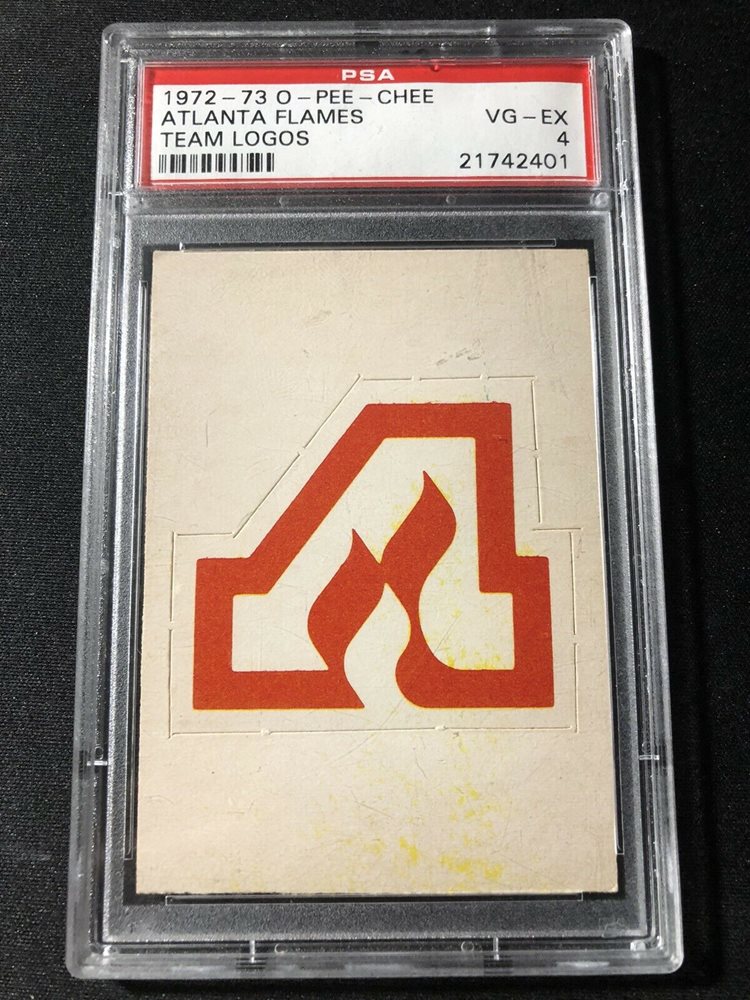 PSA
1972-73 O-PEE-CHEE
ATLANTA FLAMES VG-EX
TEAM LOGOS 4
21742401